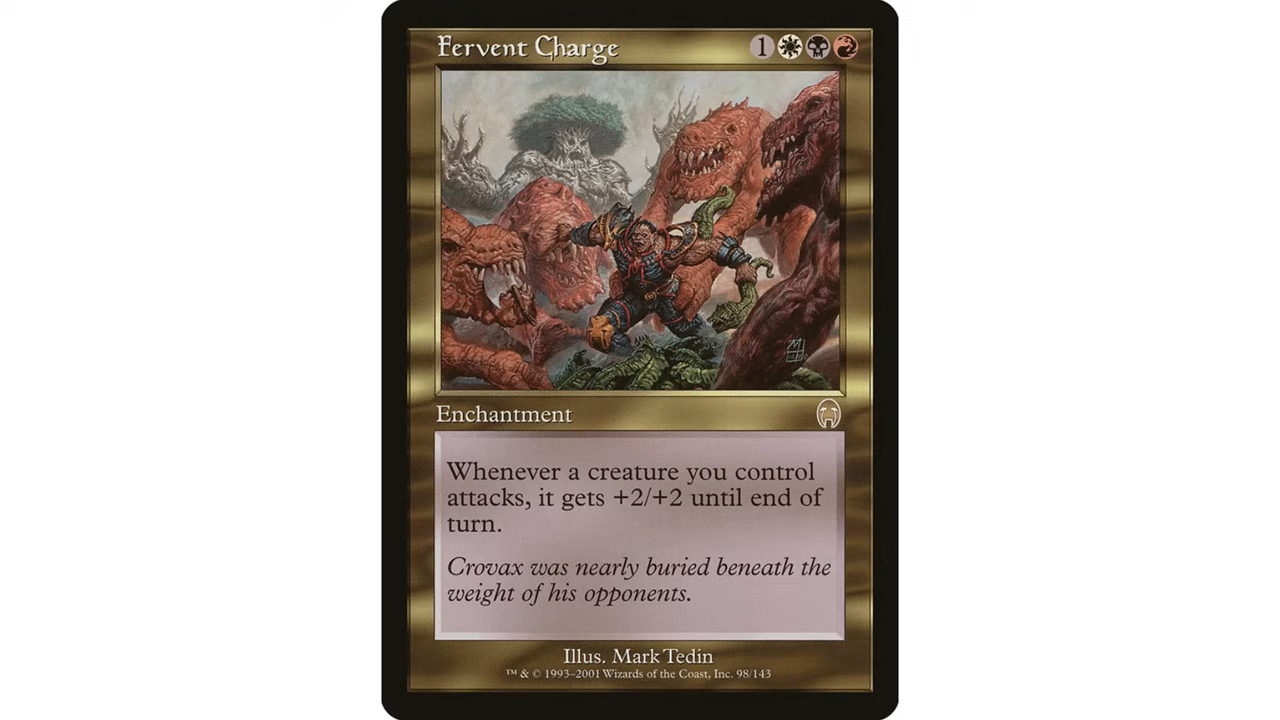 Fervent Charge
1
Enchantment
Whenever a creature you control
attacks, it gets +2/+2 until end of
turn.
Crovax was nearly buried beneath the
weight of his opponents.
Illus. Mark Tedin
™ & © 1993–2001 Wizards of the Coast, Inc. 98/143